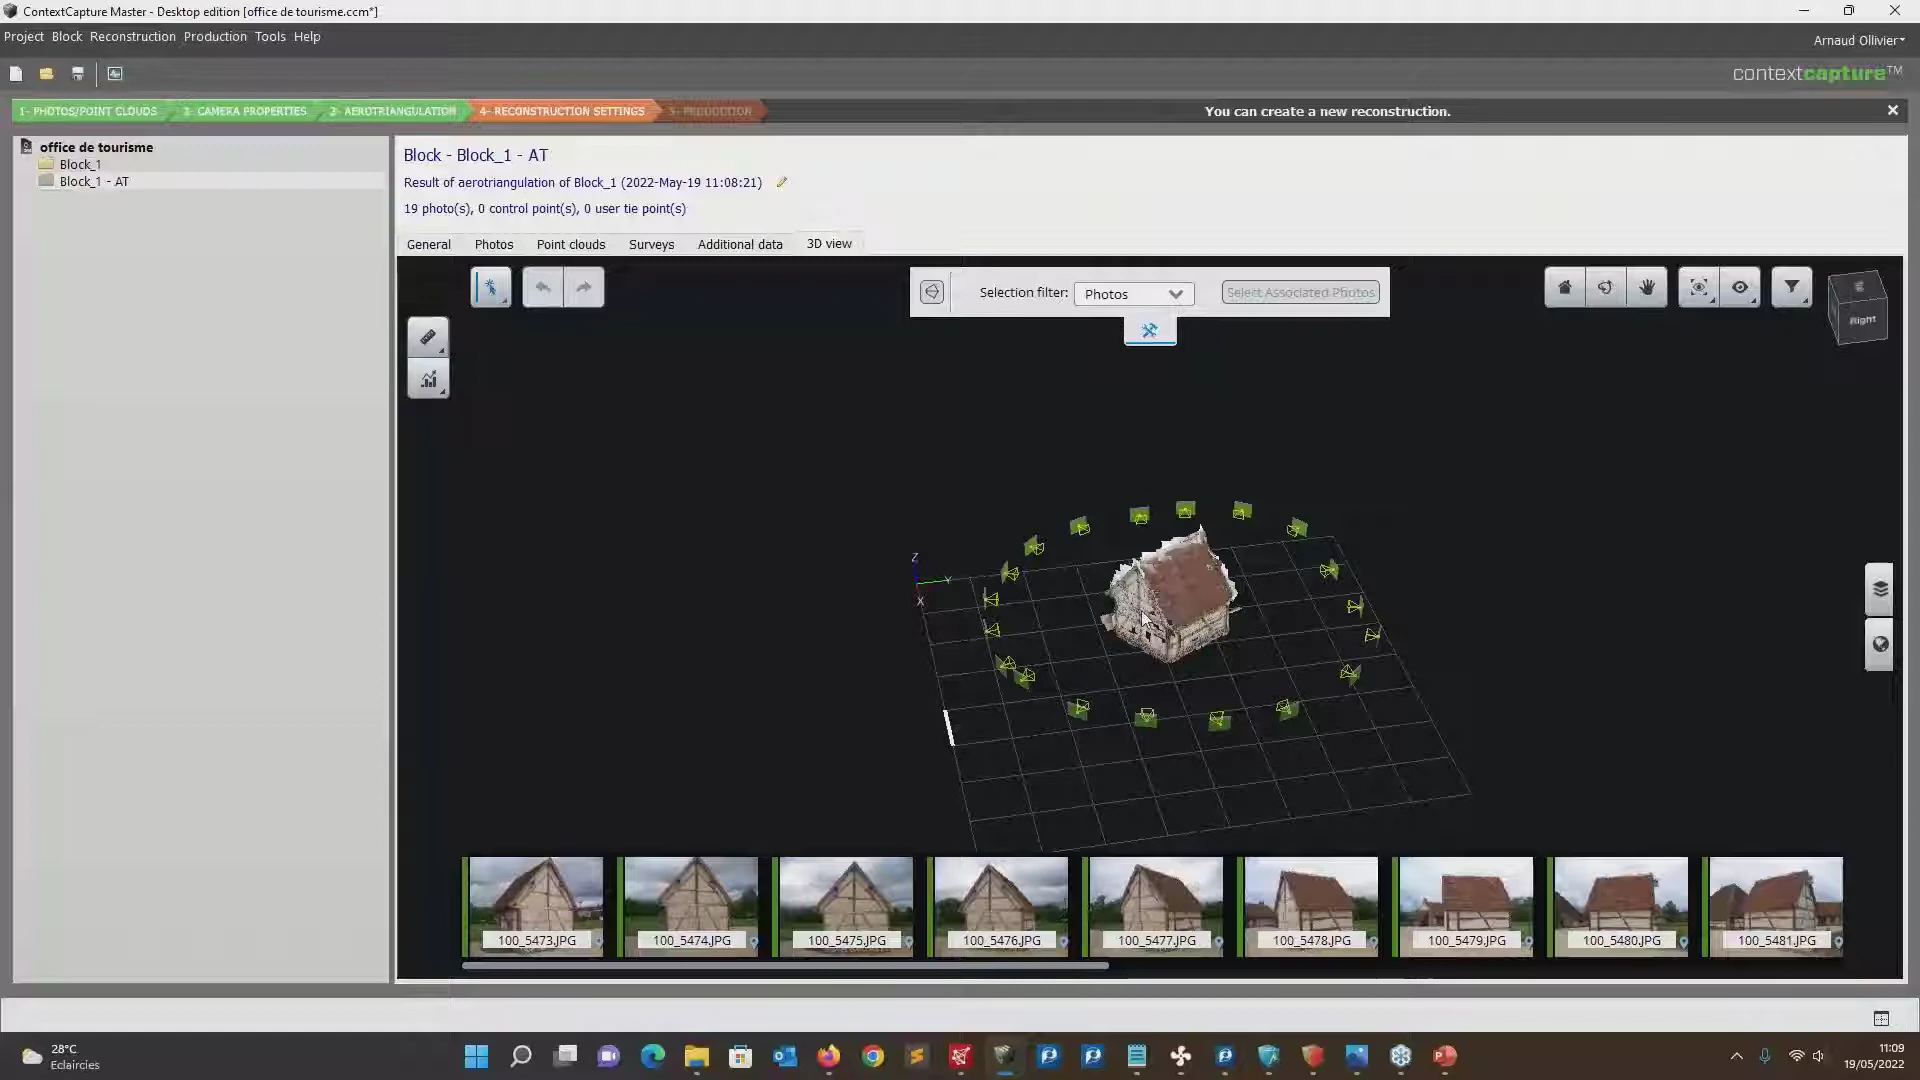 ContextCapture Master - Desktop edition [office de tourisme.ccm*]
Project Block Reconstruction Production Tools Help
Arnaud Ollivier
contextcapture™
1- PHOTOS/POINT CLOUDS
2- CAMERA PROPERTIES
3- AEROTRIANGULATION
4- RECONSTRUCTION SETTINGS
5- PRODUCTION
You can create a new reconstruction.
office de tourisme
Block_1
Block_1 - AT
Block - Block_1 - AT
Result of aerotriangulation of Block_1 (2022-May-19 11:08:21)
19 photo(s), 0 control point(s), 0 user tie point(s)
General Photos Point clouds Surveys Additional data 3D view
Selection filter: Photos Select Associated Photos
Right
Z
Y
X
100_5473.JPG
100_5474.JPG
100_5475.JPG
100_5476.JPG
100_5477.JPG
100_5478.JPG
100_5479.JPG
100_5480.JPG
100_5481.JPG
28°C
Eclaircies
11:09
19/05/2022